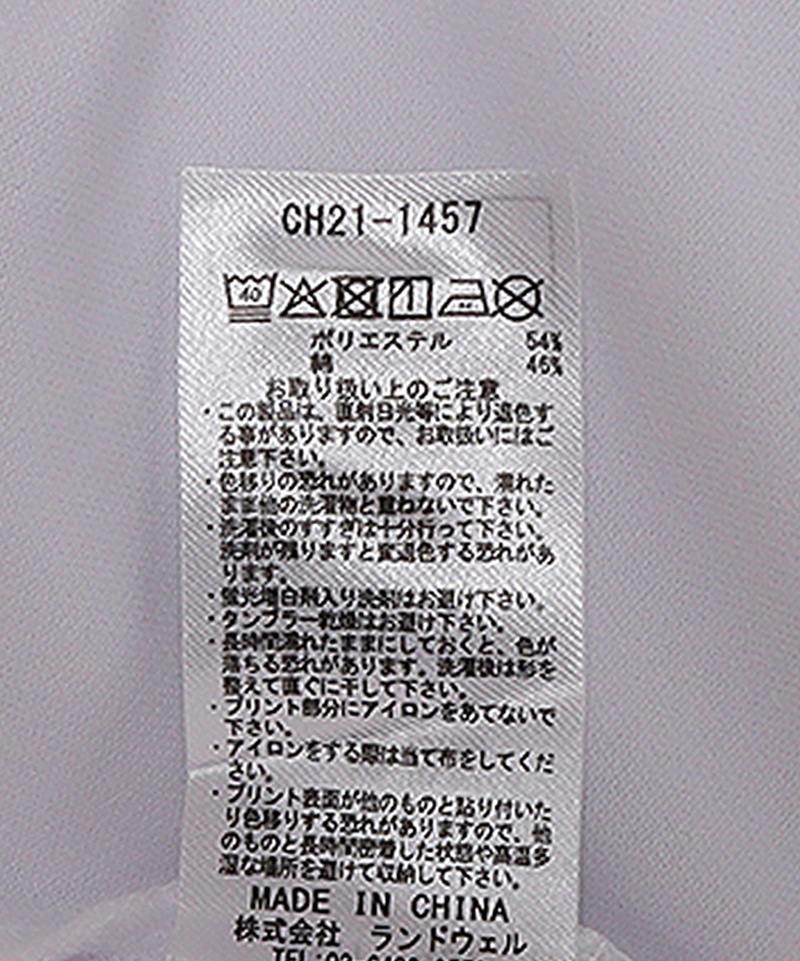 CH21-1457
40
ポリエステル 54%
綿 46%
お取り扱い上のご注意
・この製品は、直射日光等により退色す
る事がありますので、お取扱いにはご
注意下さい。
・色移りの恐れがありますので、濡れた
まま他の洗濯物と重ねないで下さい。
・洗濯後のすすぎは十分行って下さい。
洗剤が残りますと変退色する恐れがあ
ります。
・蛍光増白剤入り洗剤はお避け下さい。
・タンブラー乾燥はお避け下さい。
・長時間濡れたままにしておくと、色が
落ちる恐れがあります。洗濯後は形を
整えて直ぐに干して下さい。
・プリント部分にアイロンをあてないで
下さい。
・アイロンをする際は当て布をしてくだ
さい。
・プリント表面が他のものと貼り付いた
り色移りする恐れがありますので、他
のものと長時間密着した状態や高温多
湿な場所を避けて収納して下さい。
MADE IN CHINA
株式会社 ランドウェル